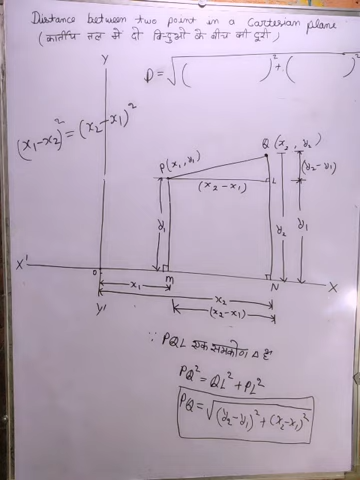 Distance between two point in a Carterian plane
(कार्तीय तल में दो बिन्दुओं के बीच की दूरी)
D = √( )² + ( )²
Y
(x₁-x₂)² = (x₂-x₁)²
Q (x₂, y₂)
P(x₁, y₁)
(y₂-y₁)
(x₂-x₁) L
y₁ y₂ y₁
X' O M N X
x₁
x₂
Y' (x₂-x₁)
∵ PQL एक समकोण Δ है
PQ² = QL² + PL²
PQ = √(y₂-y₁)² + (x₂-x₁)²